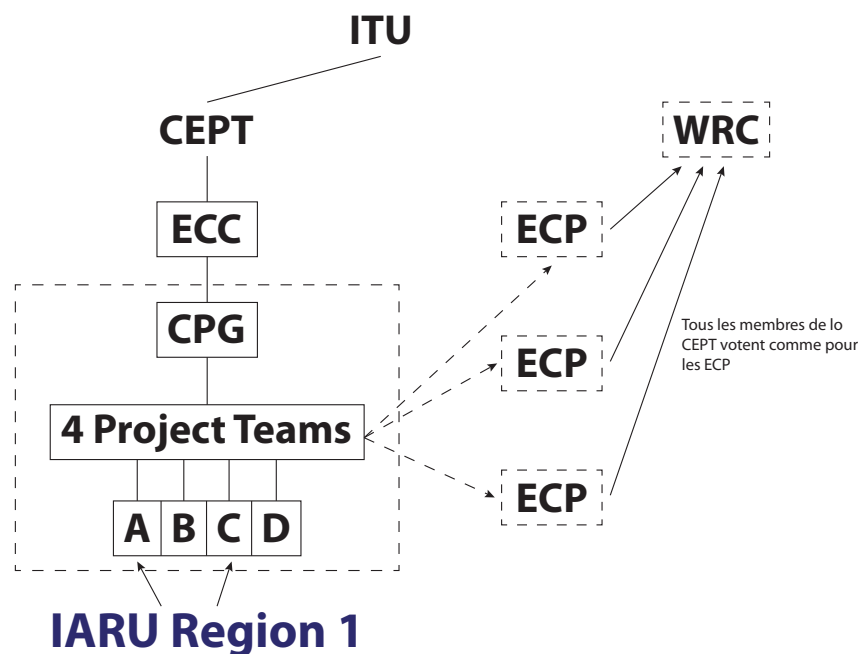 ITU
CEPT
WRC
ECC
ECP
CPG
Tous les membres de lo
CEPT votent comme pour
les ECP
ECP
4 Project Teams
ECP
A B C D
IARU Region 1